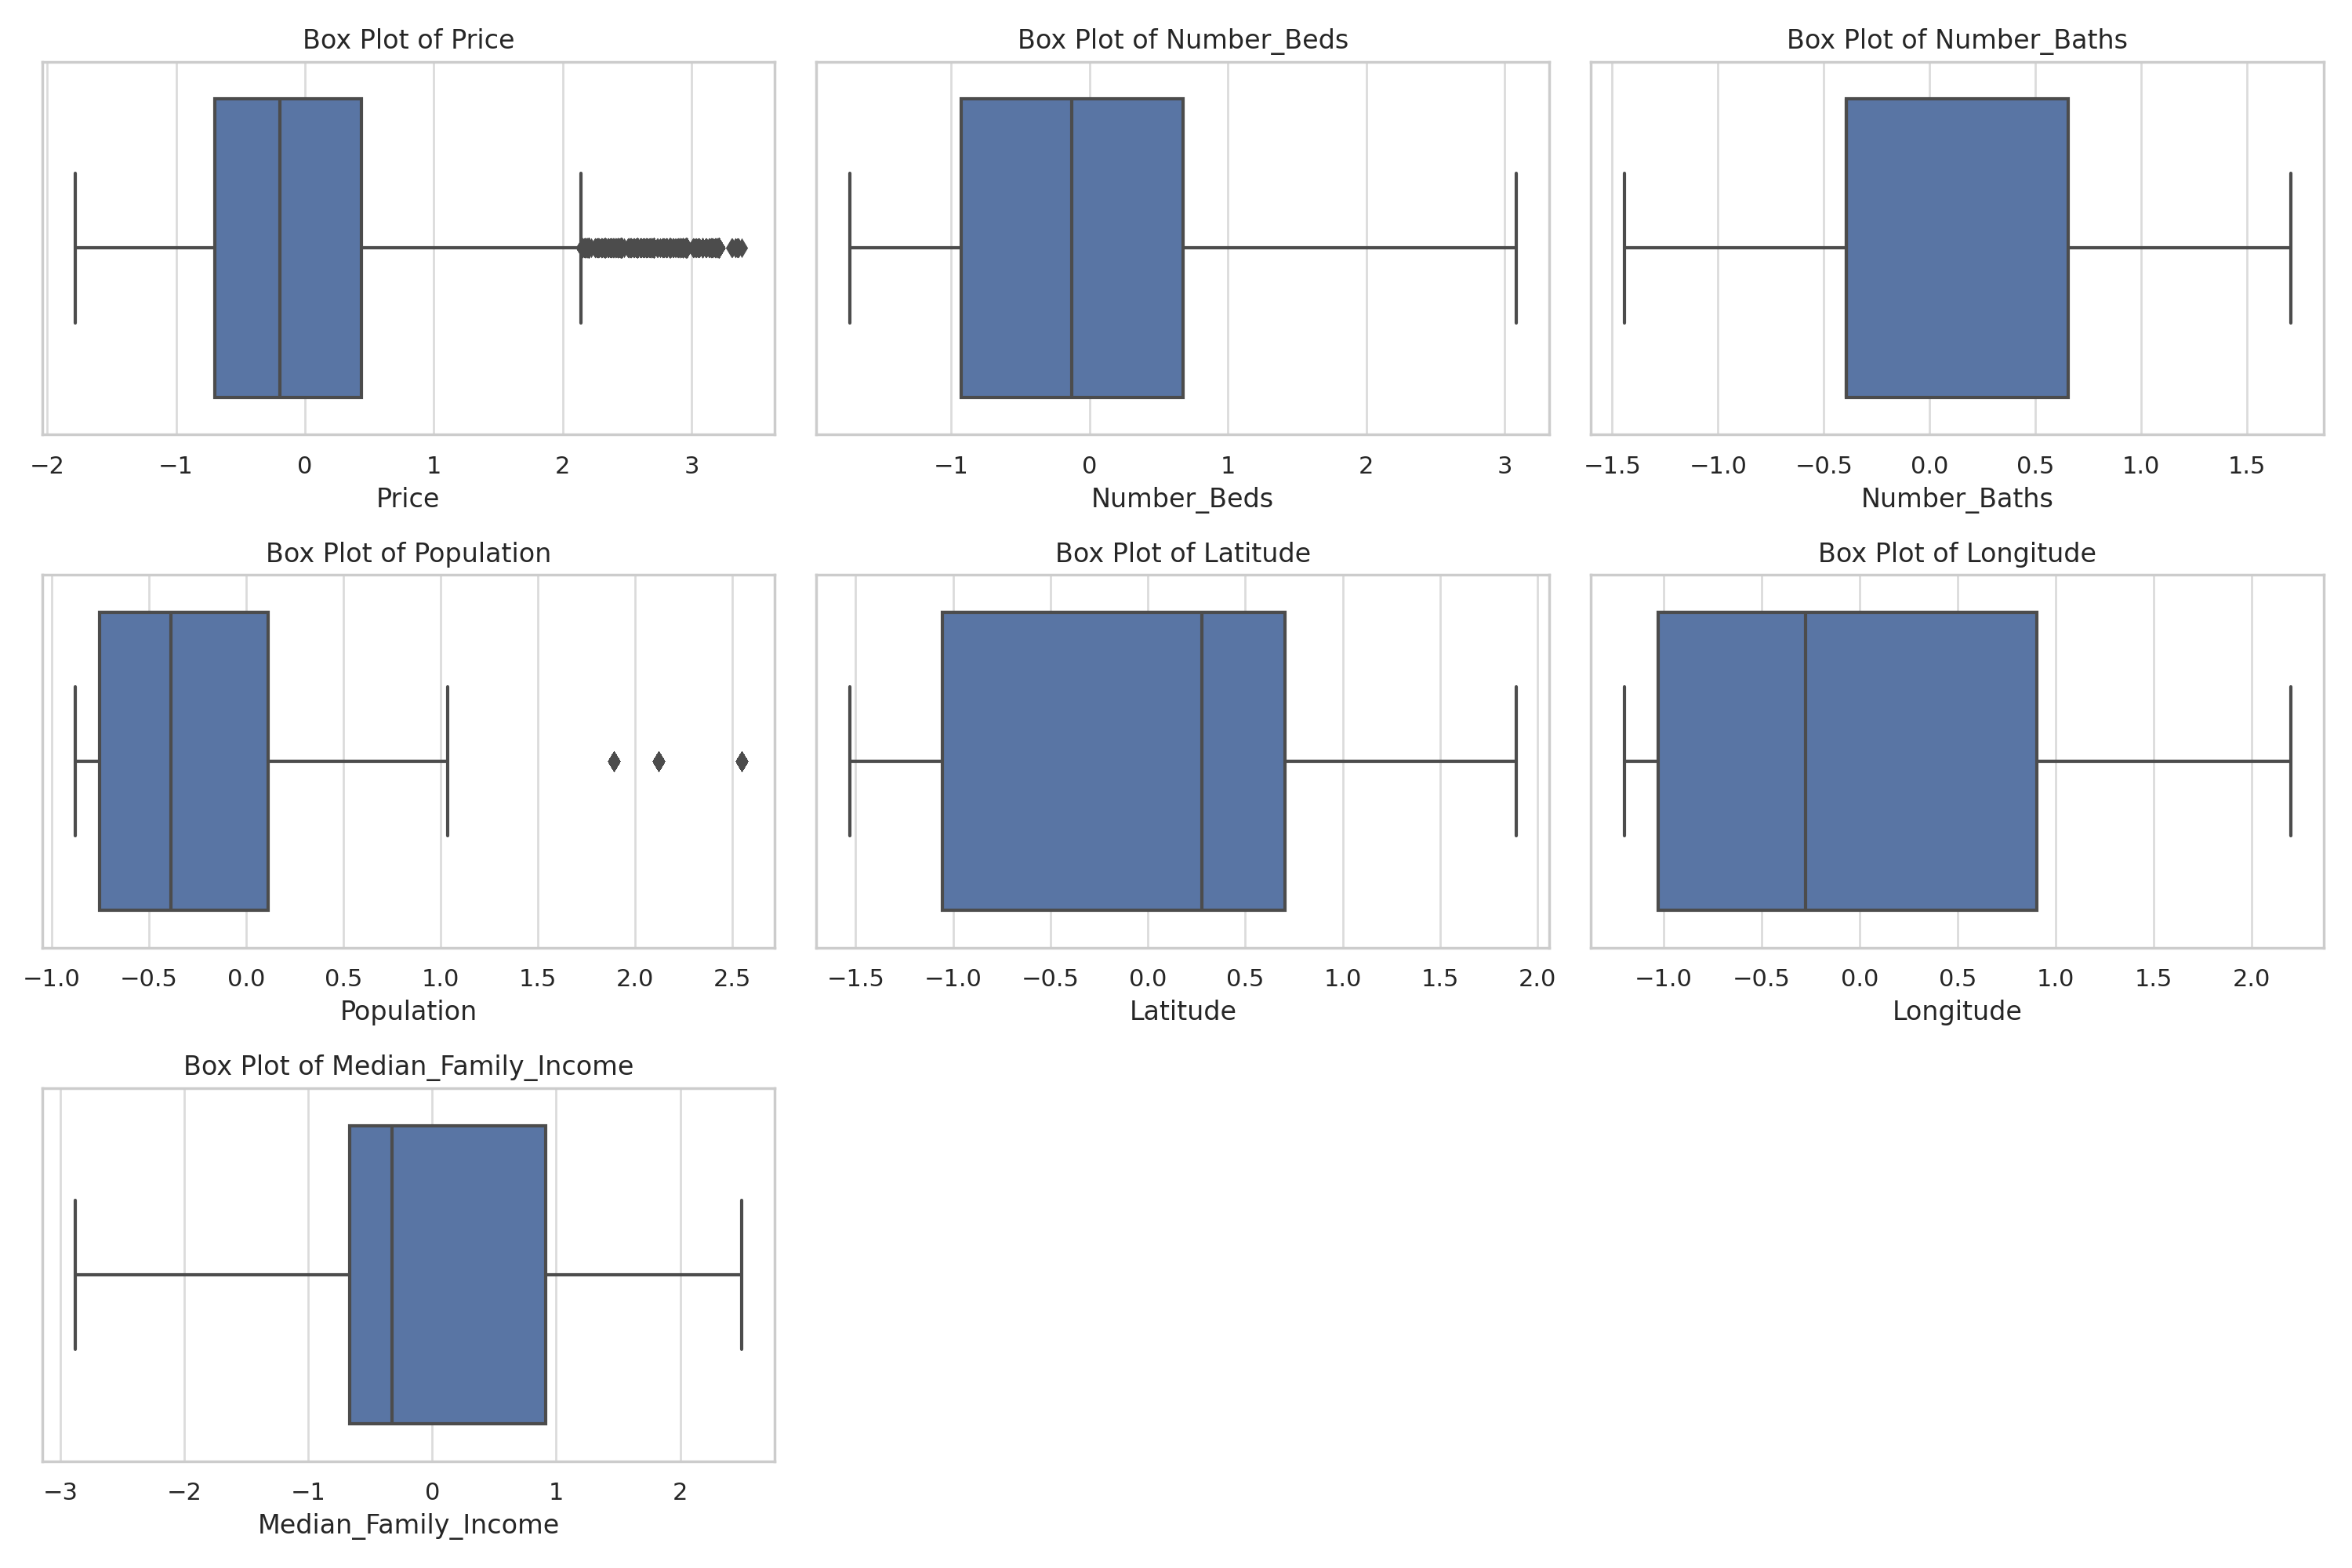 Box Plot of Price
Box Plot of Number_Beds
Box Plot of Number_Baths
−2 −1 0 1 2 3
−1 0 1 2 3
−1.5 −1.0 −0.5 0.0 0.5 1.0 1.5
Price
Number_Beds
Number_Baths
Box Plot of Population
Box Plot of Latitude
Box Plot of Longitude
−1.0 −0.5 0.0 0.5 1.0 1.5 2.0 2.5
−1.5 −1.0 −0.5 0.0 0.5 1.0 1.5 2.0
−1.0 −0.5 0.0 0.5 1.0 1.5 2.0
Population
Latitude
Longitude
Box Plot of Median_Family_Income
−3 −2 −1 0 1 2
Median_Family_Income